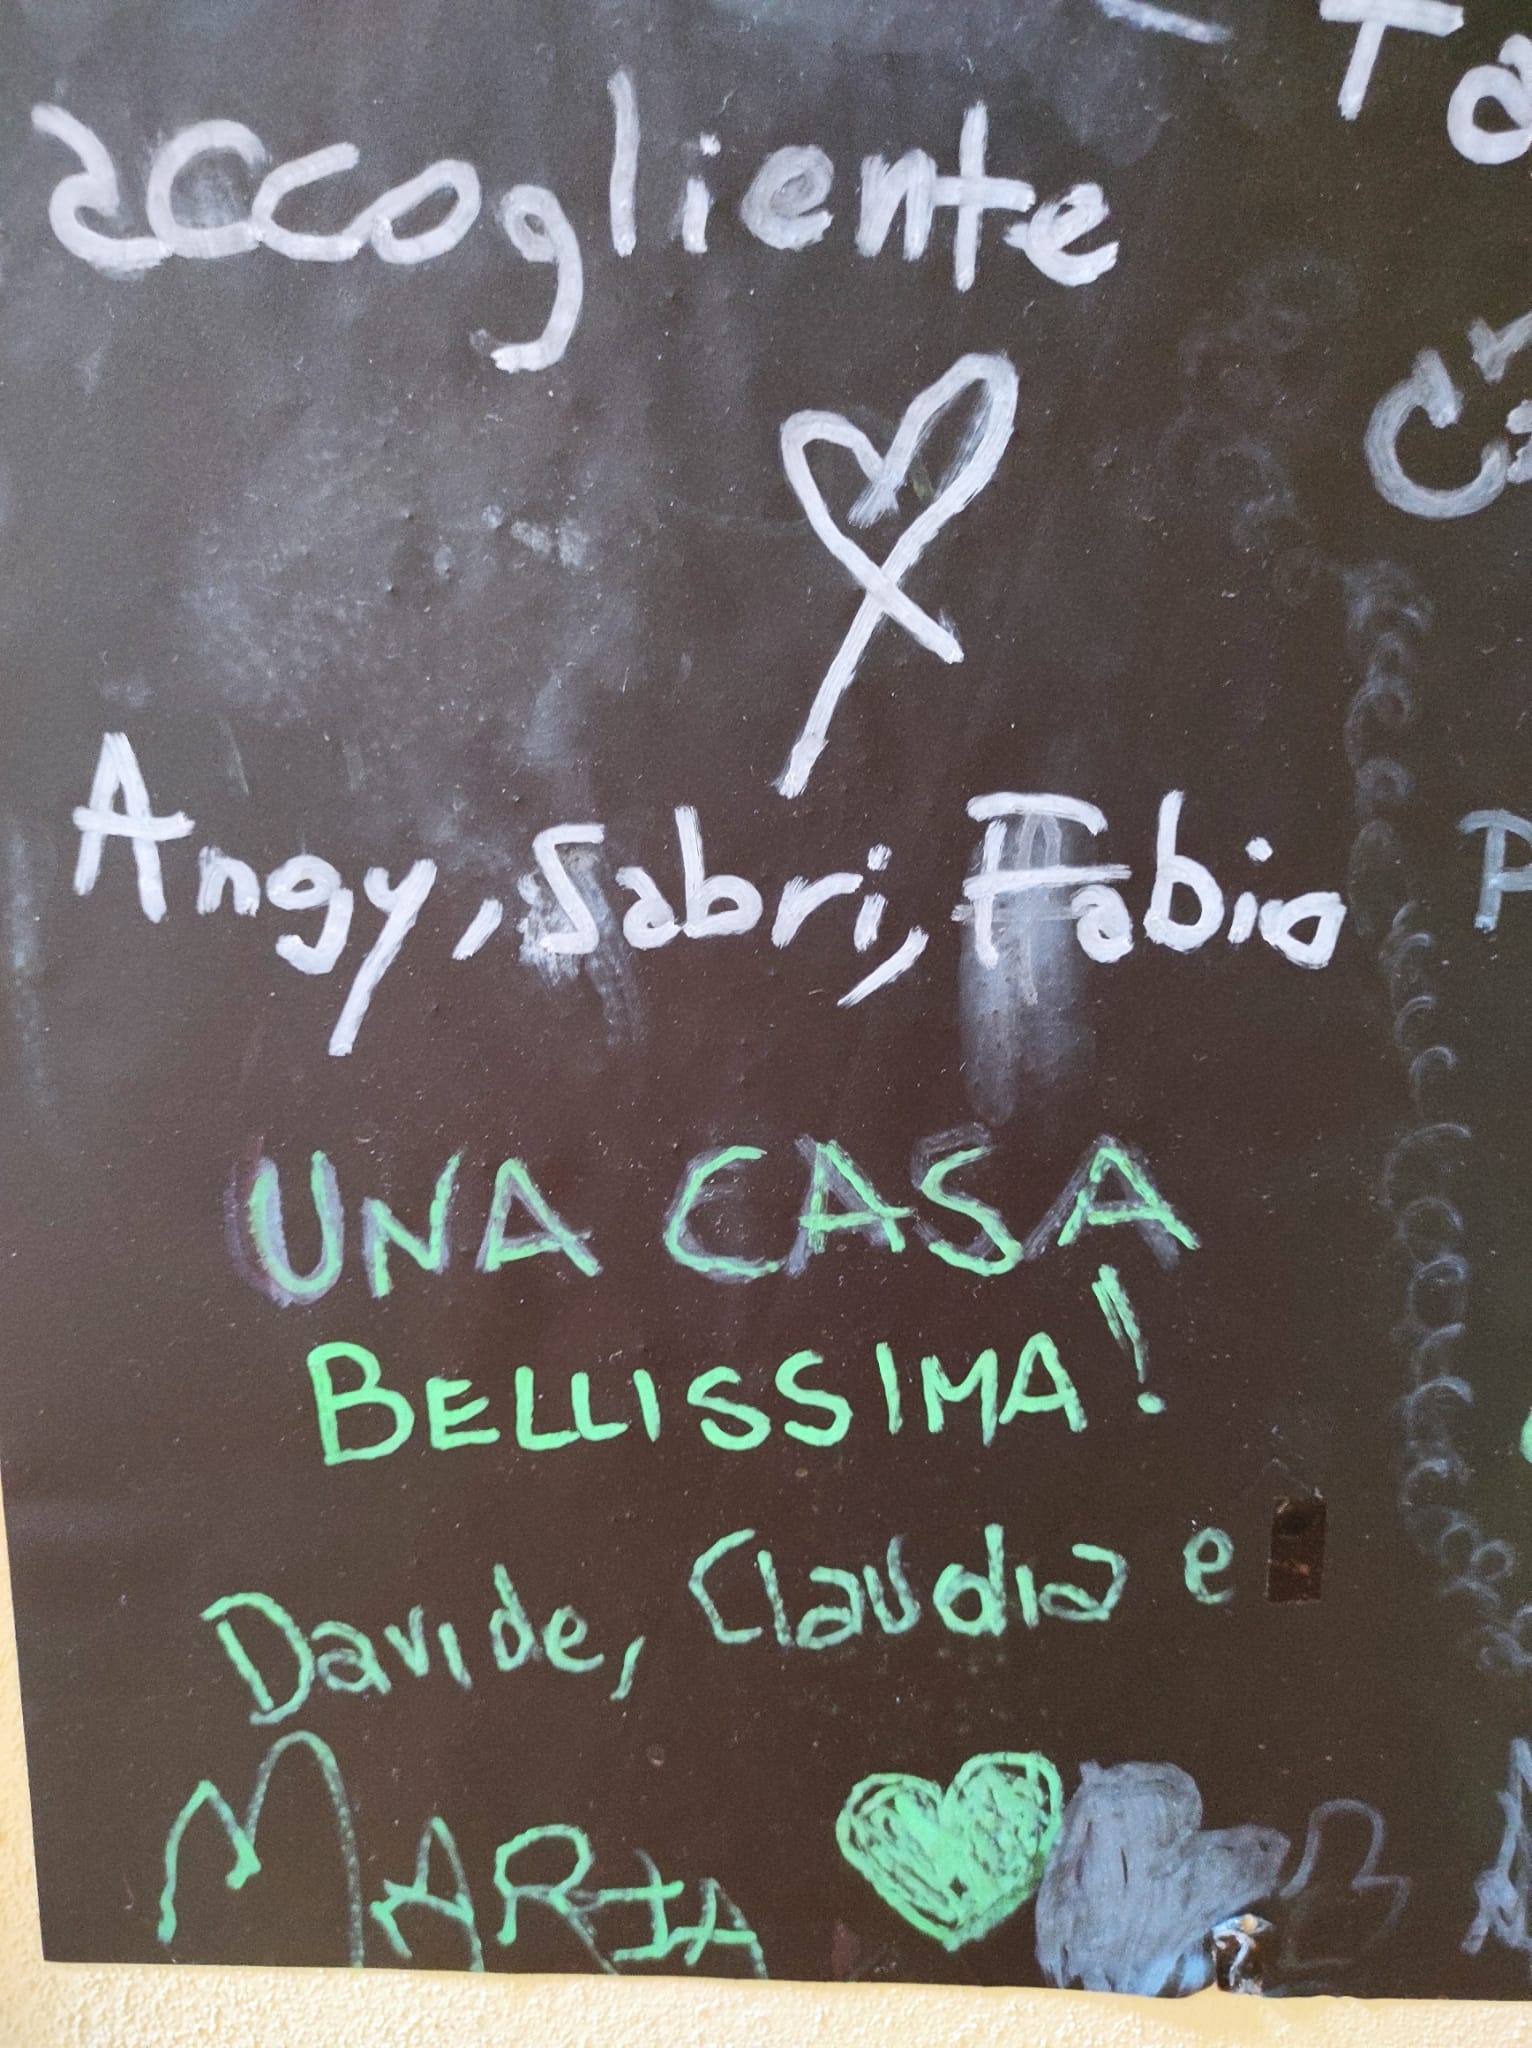 accogliente
Angy, Sabri, Fabio
UNA CASA
BELLISSIMA!
Davide, Claudia e
MARIA